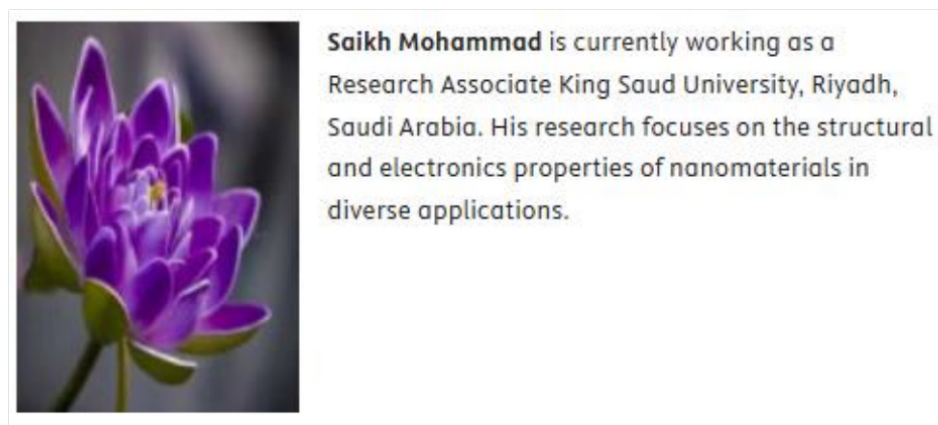 Saikh Mohammad is currently working as a
Research Associate King Saud University, Riyadh,
Saudi Arabia. His research focuses on the structural
and electronics properties of nanomaterials in
diverse applications.